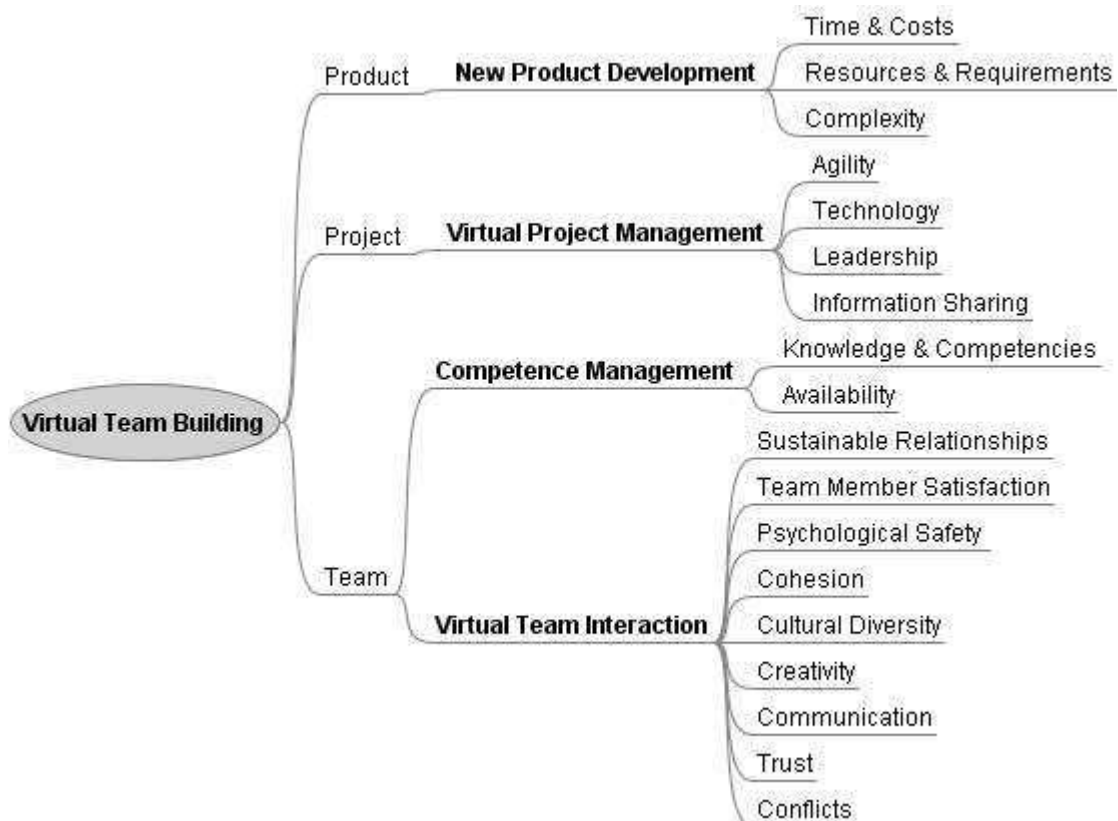 Time & Costs
Product
New Product Development
Resources & Requirements
Complexity
Agility
Technology
Project
Virtual Project Management
Leadership
Information Sharing
Knowledge & Competencies
Competence Management
Availability
Virtual Team Building
Sustainable Relationships
Team Member Satisfaction
Psychological Safety
Team
Cohesion
Virtual Team Interaction
Cultural Diversity
Creativity
Communication
Trust
Conflicts